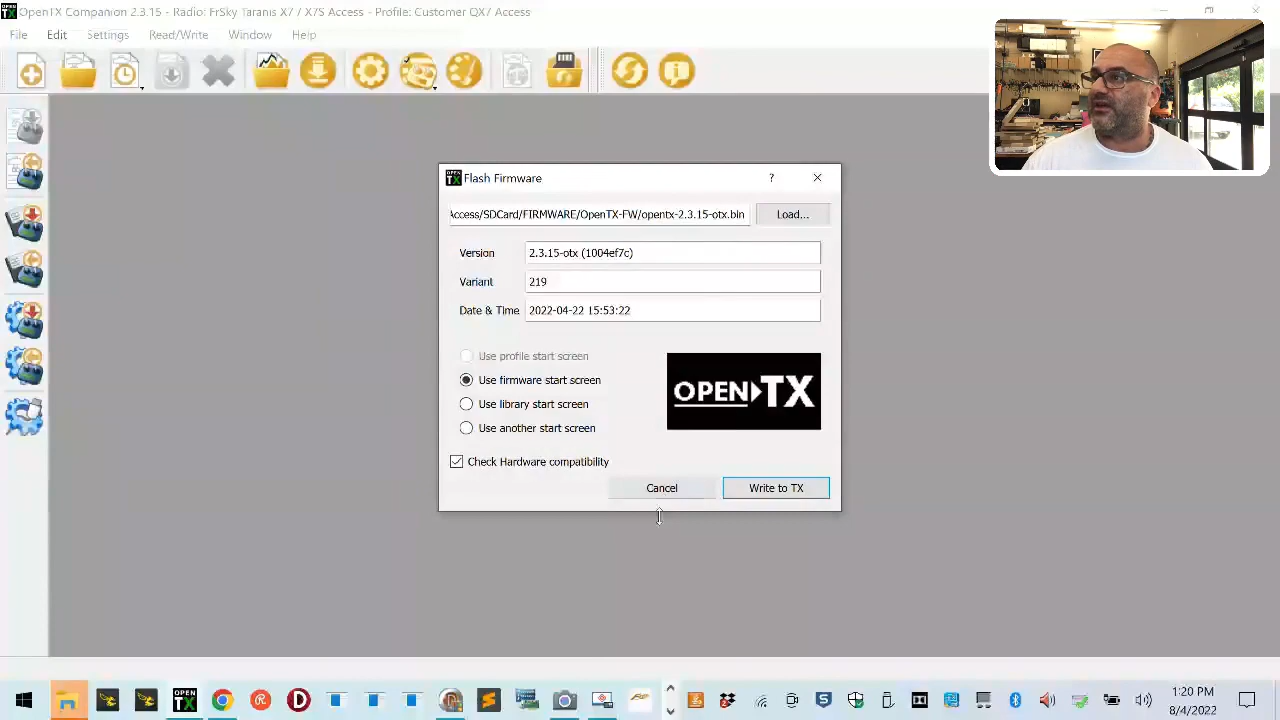 OpenTX Companion 2.3.15 - Radio: FrSky Taranis X7 / X7S Access - Profile: Customer QX7 Access
File Edit Settings Read/Write Window
Flash Firmware
?
Access/SDCard/FIRMWARE/OpenTX-FW/opentx-2.3.15-otx.bin
Load...
Version 2.3.15-otx (1004ef7c)
Variant 219
Date & Time 2022-04-22 15:53:22
Use profile start screen
Use firmware start screen
Use library start screen
Use another start screen
OPEN TX
Check Hardware compatibility
Cancel Write to TX
OPEN
TX
1:20 PM
8/4/2022